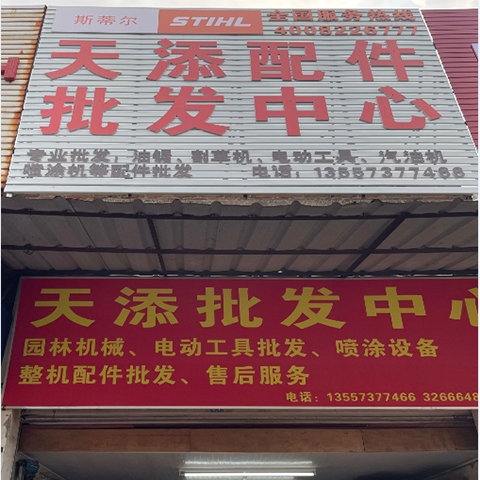 斯蒂尔 STIHL 全国服务热线
4008226777
天添配件
批发中心
专业批发：油锯、割草机、电动工具、汽油机
喷涂机等配件批发 电话：13557377466
天添批发中心
园林机械、电动工具批发、喷涂设备
整机配件批发、售后服务
电话：13557377466 3266648